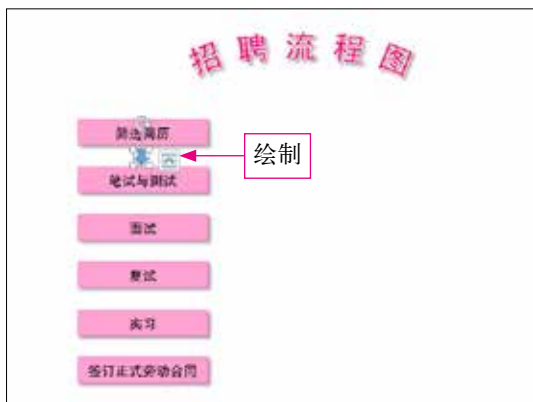 招聘流程图
筛选简历
绘制
笔试与测试
面试
复试
实习
签订正式劳动合同